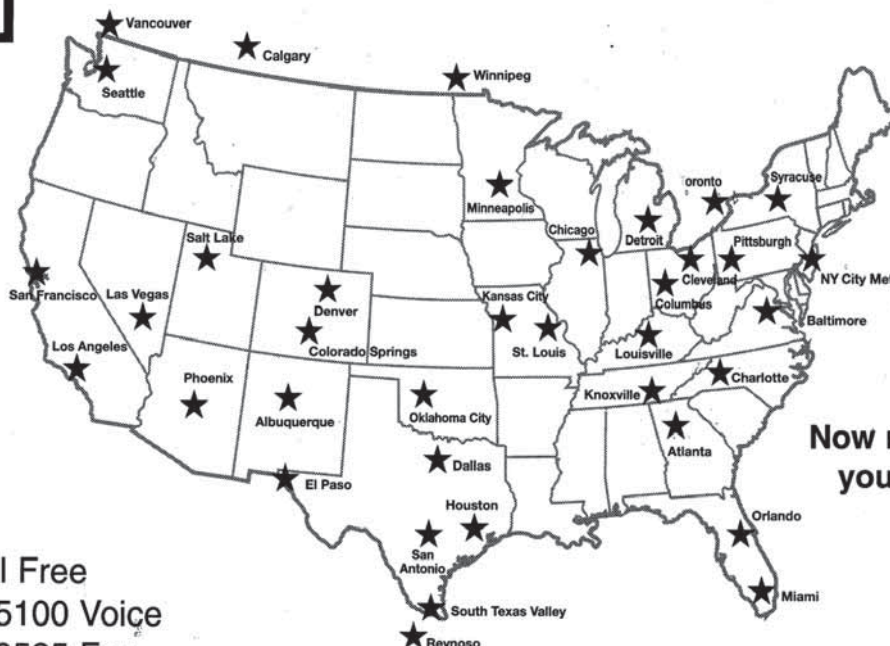 Vancouver
Calgary
Winnipeg
Seattle
Minneapolis
oronto
Syracuse
Chicago
Detroit
Pittsburgh
Salt Lake
Cleveland
NY City Me
San Francisco
Las Vegas
Denver
Kansas City
Columbus
Baltimore
Colorado Springs
St. Louis
Louisville
Los Angeles
Phoenix
Albuquerque
Oklahoma City
Knoxville
Charlotte
Atlanta
Now
you
Dallas
El Paso
Houston
Orlando
San
Antonio
l Free
5100 Voice
Miami
South Texas Valley
Reynoso